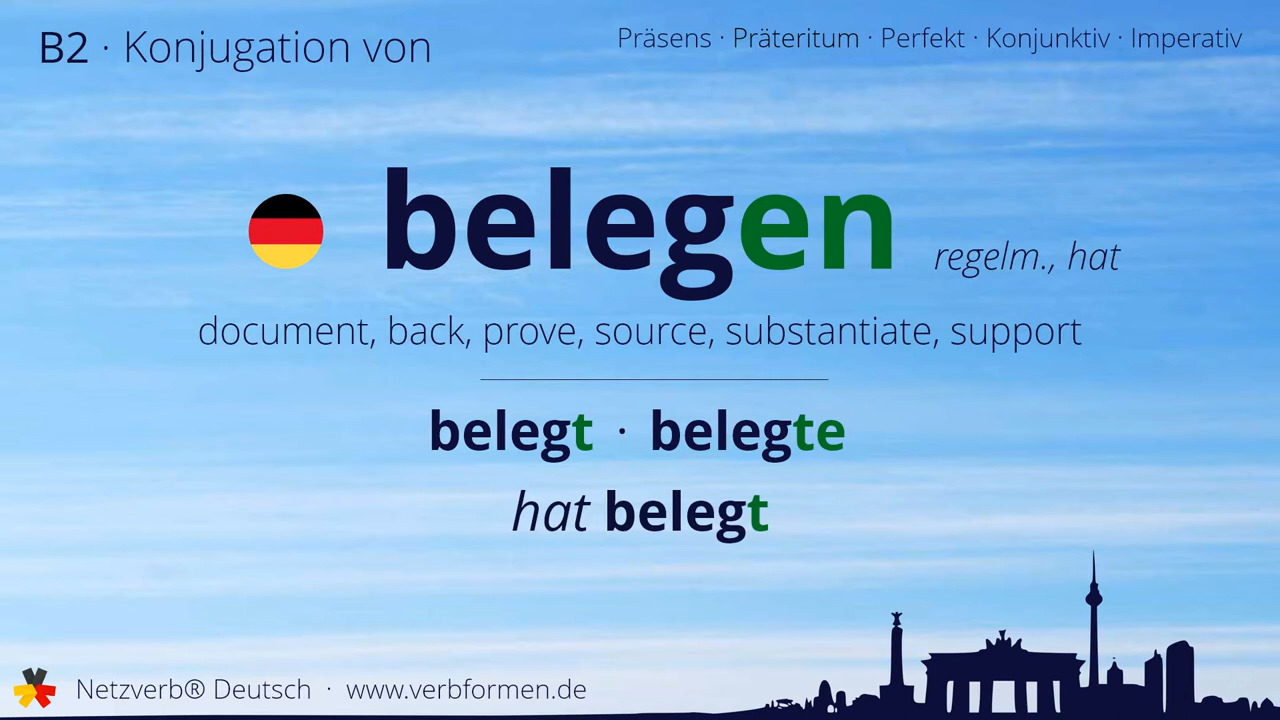 B2 · Konjugation von
Präsens · Präteritum · Perfekt · Konjunktiv · Imperativ
belegen regelm., hat
document, back, prove, source, substantiate, support
belegt · belegte
hat belegt
Netzverb® Deutsch · www.verbformen.de